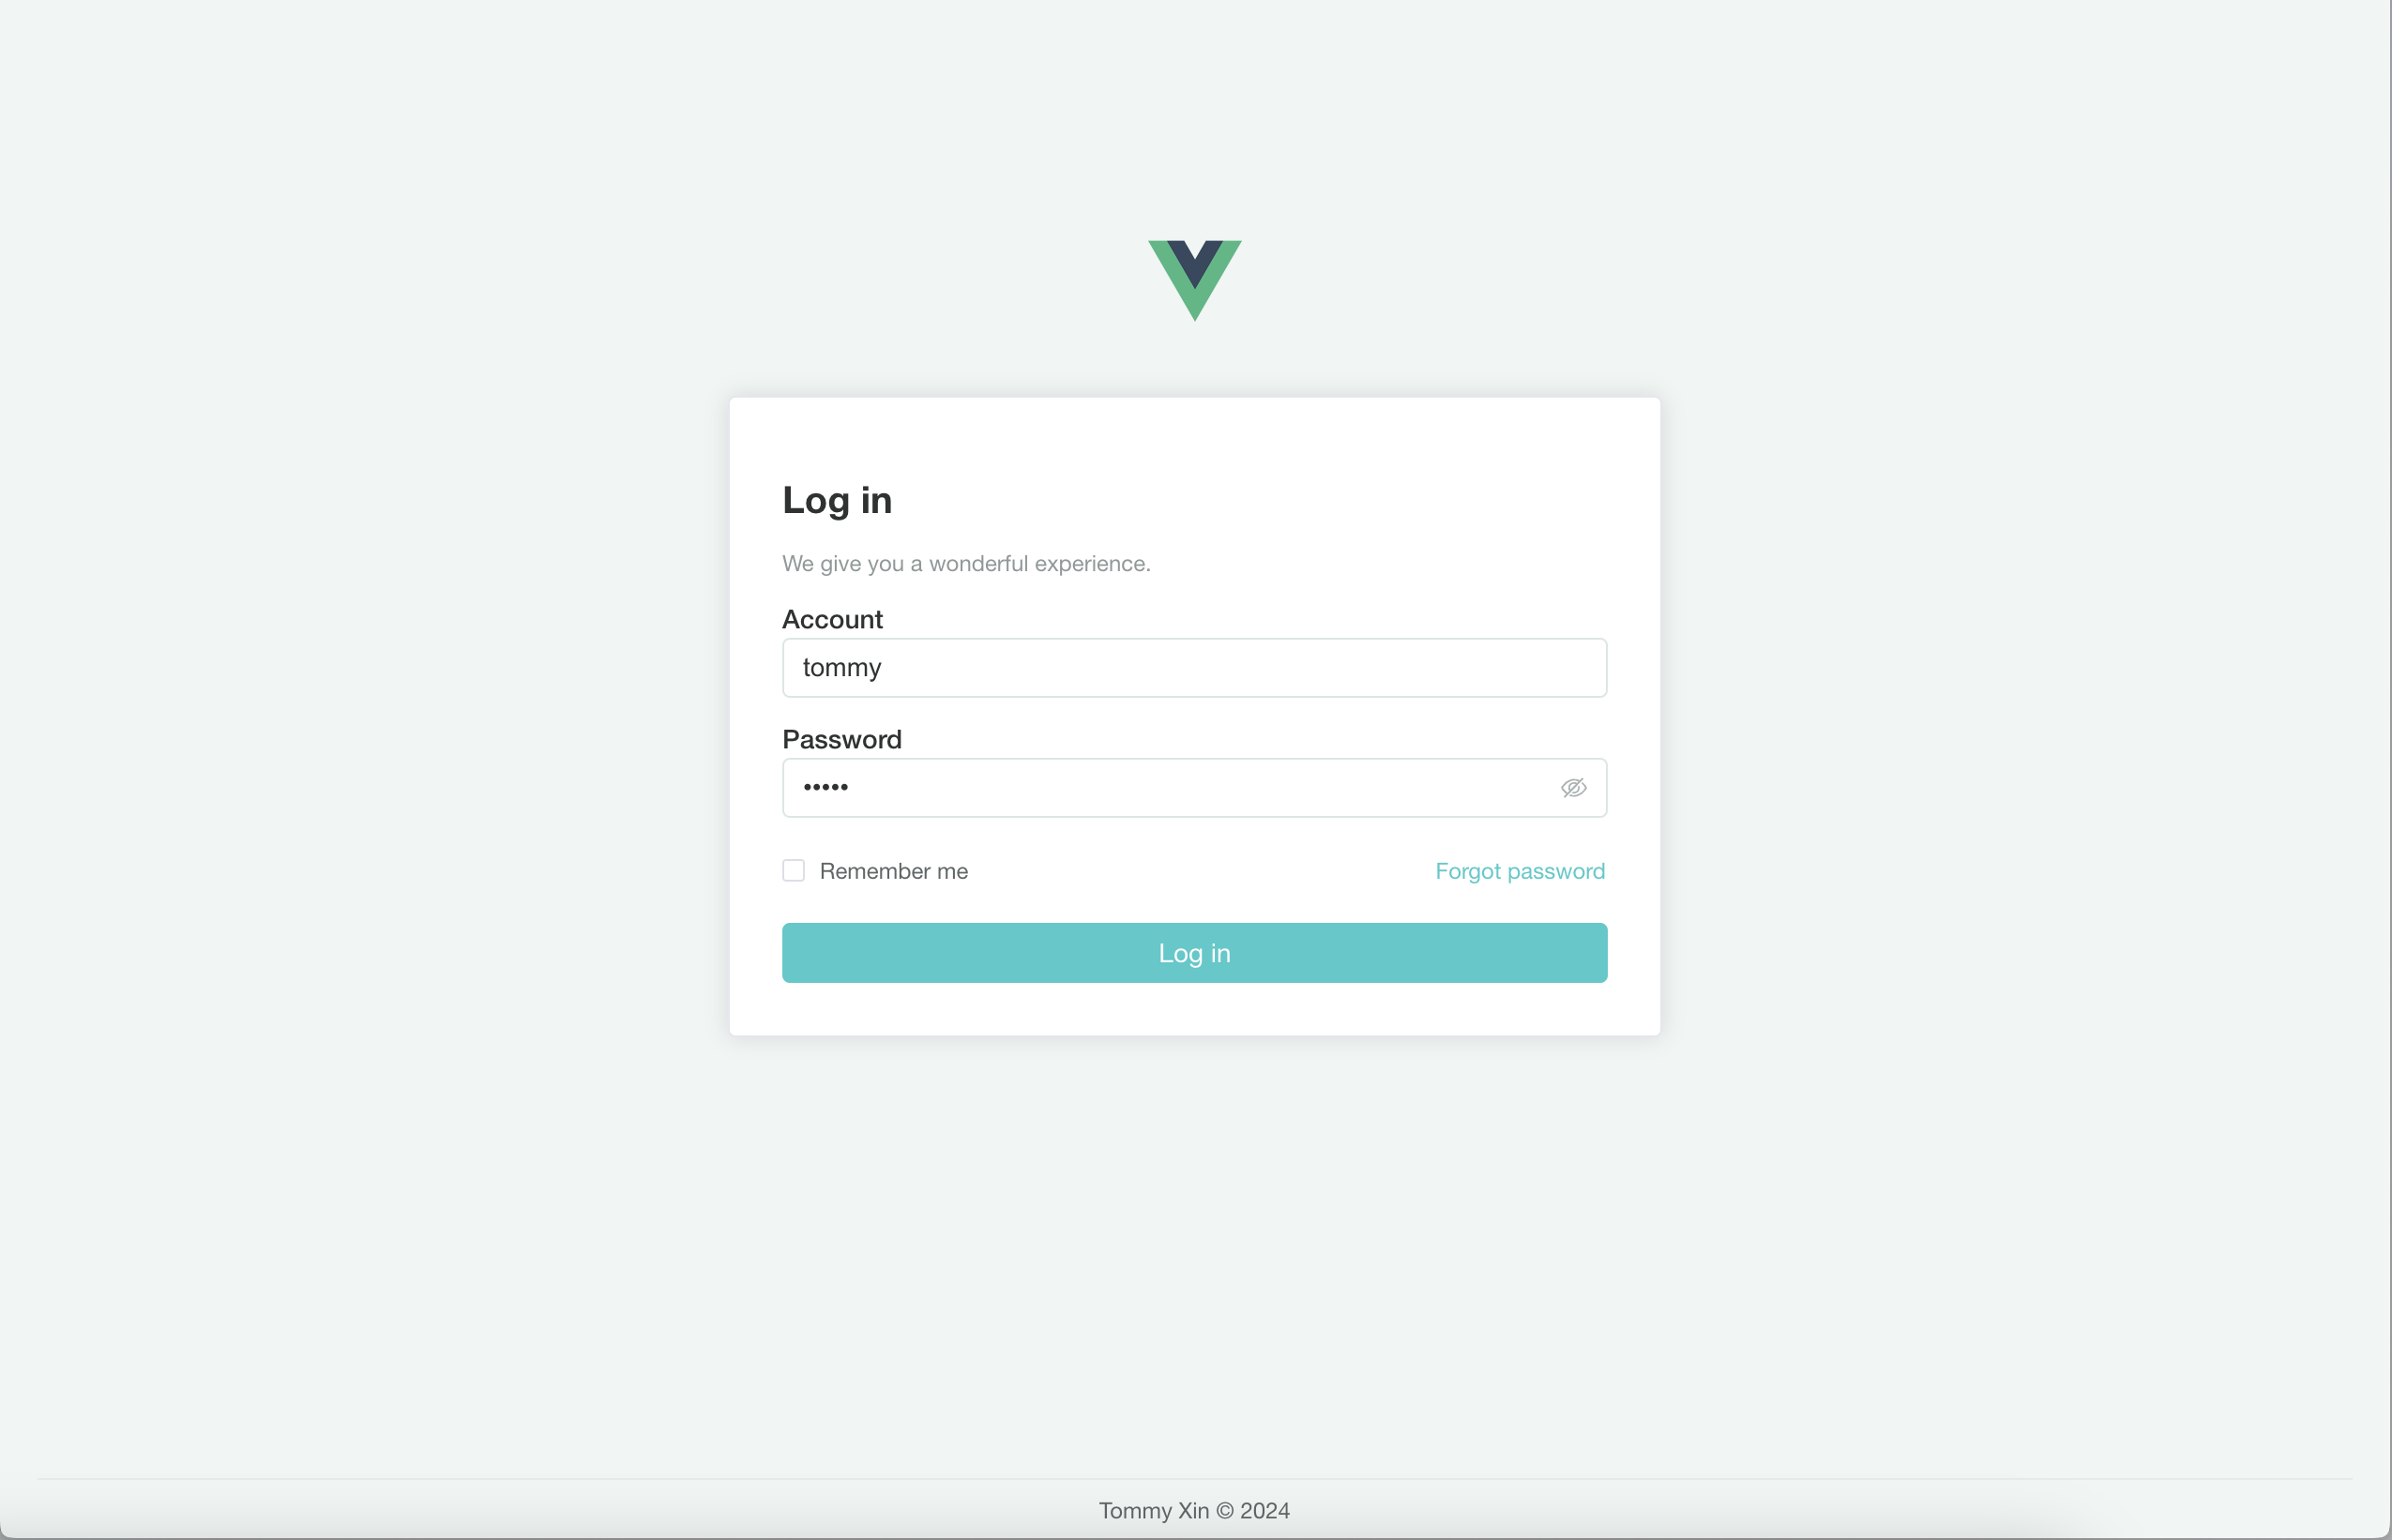 Log in
We give you a wonderful experience.
Account
tommy
Password
•••••
Remember me
Forgot password
Log in
Tommy Xin © 2024